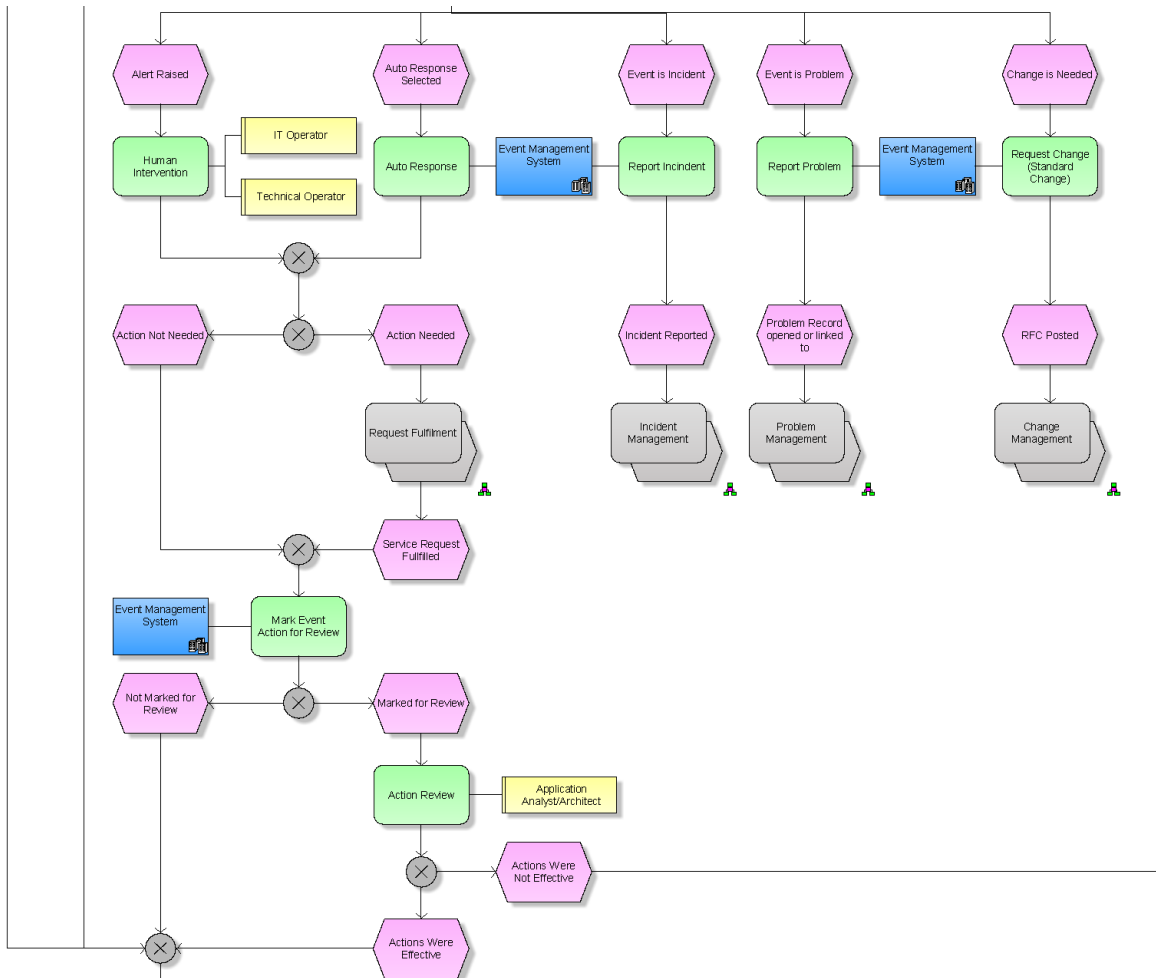 Alert Raised
Auto Response
Selected
Event is Incident
Event is Problem
Change is Needed
Human
Intervention
IT Operator
Technical Operator
Auto Response
Event Management
System
Report Incindent
Report Problem
Event Management
System
Request Change
(Standard
Change)
Action Not Needed
Action Needed
Incident Reported
Problem Record
opened or linked
to
RFC Posted
Request Fulfilment
Incident
Management
Problem
Management
Change
Management
Service Request
Fullfilled
Event Management
System
Mark Event
Action for Review
Not Marked for
Review
Marked for Review
Action Review
Application
Analyst/Architect
Actions Were
Not Effective
Actions Were
Effective